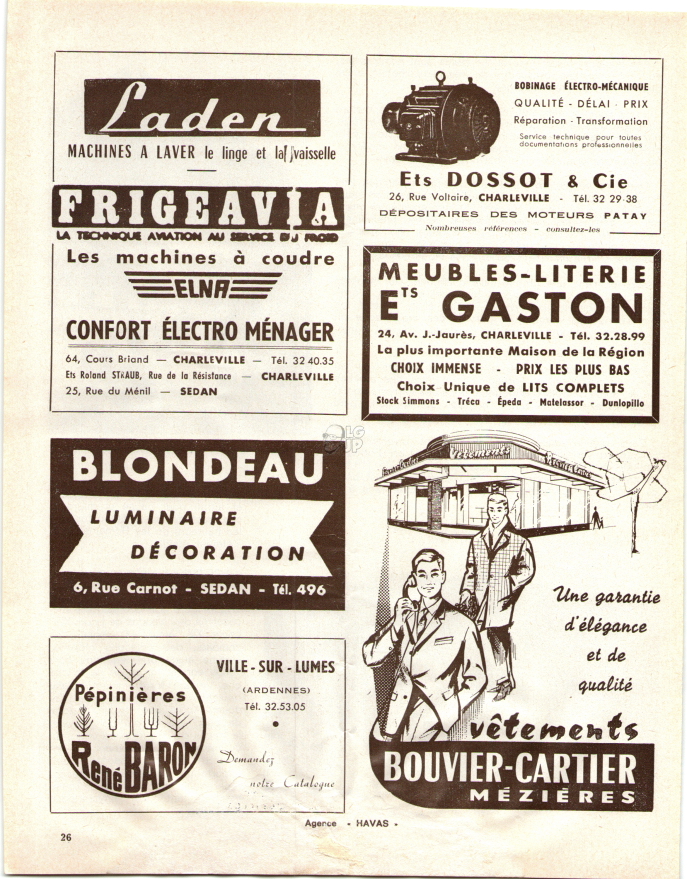 Laden
MACHINES A LAVER le linge et la vaisselle
FRIGEAVIA
LA TECHNIQUE AVIATION AU SERVICE DU FROID
Les machines à coudre
ELNA
CONFORT ÉLECTRO MÉNAGER
64, Cours Briand — CHARLEVILLE — Tél. 32 40.35
Ets Roland STRAUB, Rue de la Résistance — CHARLEVILLE
25, Rue du Ménil — SEDAN
BOBINAGE ÉLECTRO-MÉCANIQUE
QUALITÉ - DÉLAI - PRIX
Réparation - Transformation
Service technique pour toutes
documentations professionnelles
Ets DOSSOT & Cie
26, Rue Voltaire, CHARLEVILLE - Tél. 32 29 38
DÉPOSITAIRES DES MOTEURS PATAY
Nombreuses références - consultez-les
MEUBLES-LITERIE
ETS GASTON
24, Av. J.-Jaurès, CHARLEVILLE - Tél. 32.28.99
La plus importante Maison de la Région
CHOIX IMMENSE - PRIX LES PLUS BAS
Choix Unique de LITS COMPLETS
Stock Simmons - Tréca - Épeda - Matelassor - Dunlopillo
LG
UP
BLONDEAU
LUMINAIRE
DÉCORATION
6, Rue Carnot - SEDAN - Tél. 496
Pépinières
René BARON
VILLE - SUR - LUMES
(ARDENNES)
Tél. 32.53.05
Demandez
notre Catalogue
Bouvier Cartier
Vêtements
Une garantie
d'élégance
et de
qualité
vêtements
BOUVIER-CARTIER
MÉZIÈRES
Agence « HAVAS »
26